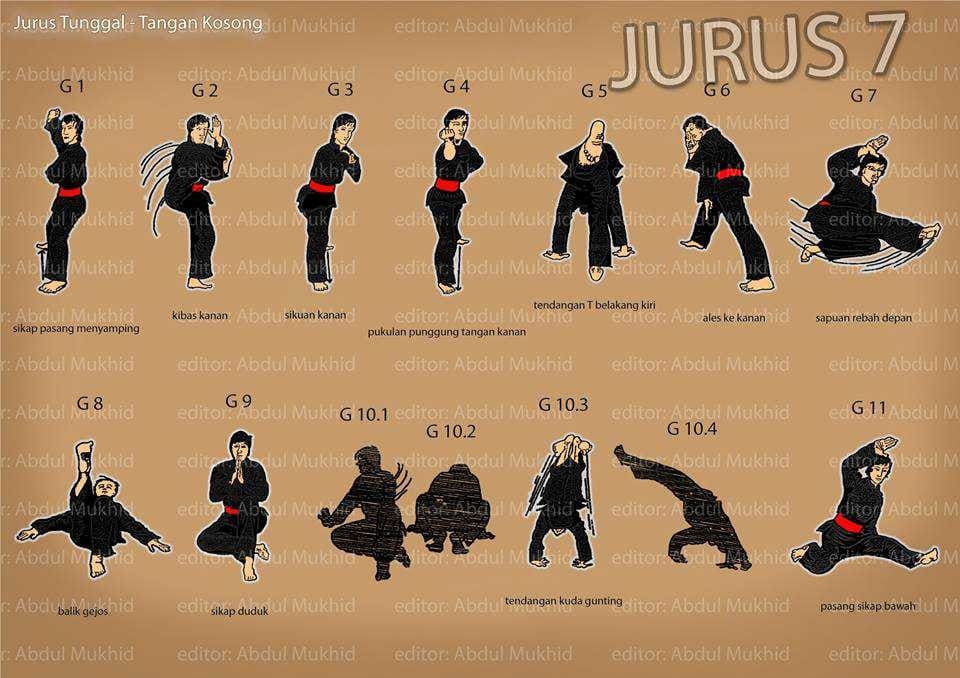 Jurus Tunggal - Tangan Kosong
JURUS 7
G 1
G 2
G 3
G 4
G 5
G 6
G 7
sikap pasang menyamping
kibas kanan
sikuan kanan
pukulan punggung tangan kanan
tendangan T belakang kiri
ales ke kanan
sapuan rebah depan
G 8
G 9
G 10.1
G 10.2
G 10.3
G 10.4
G 11
balik gejos
sikap duduk
tendangan kuda gunting
pasang sikap bawah
editor: Abdul Mukhid